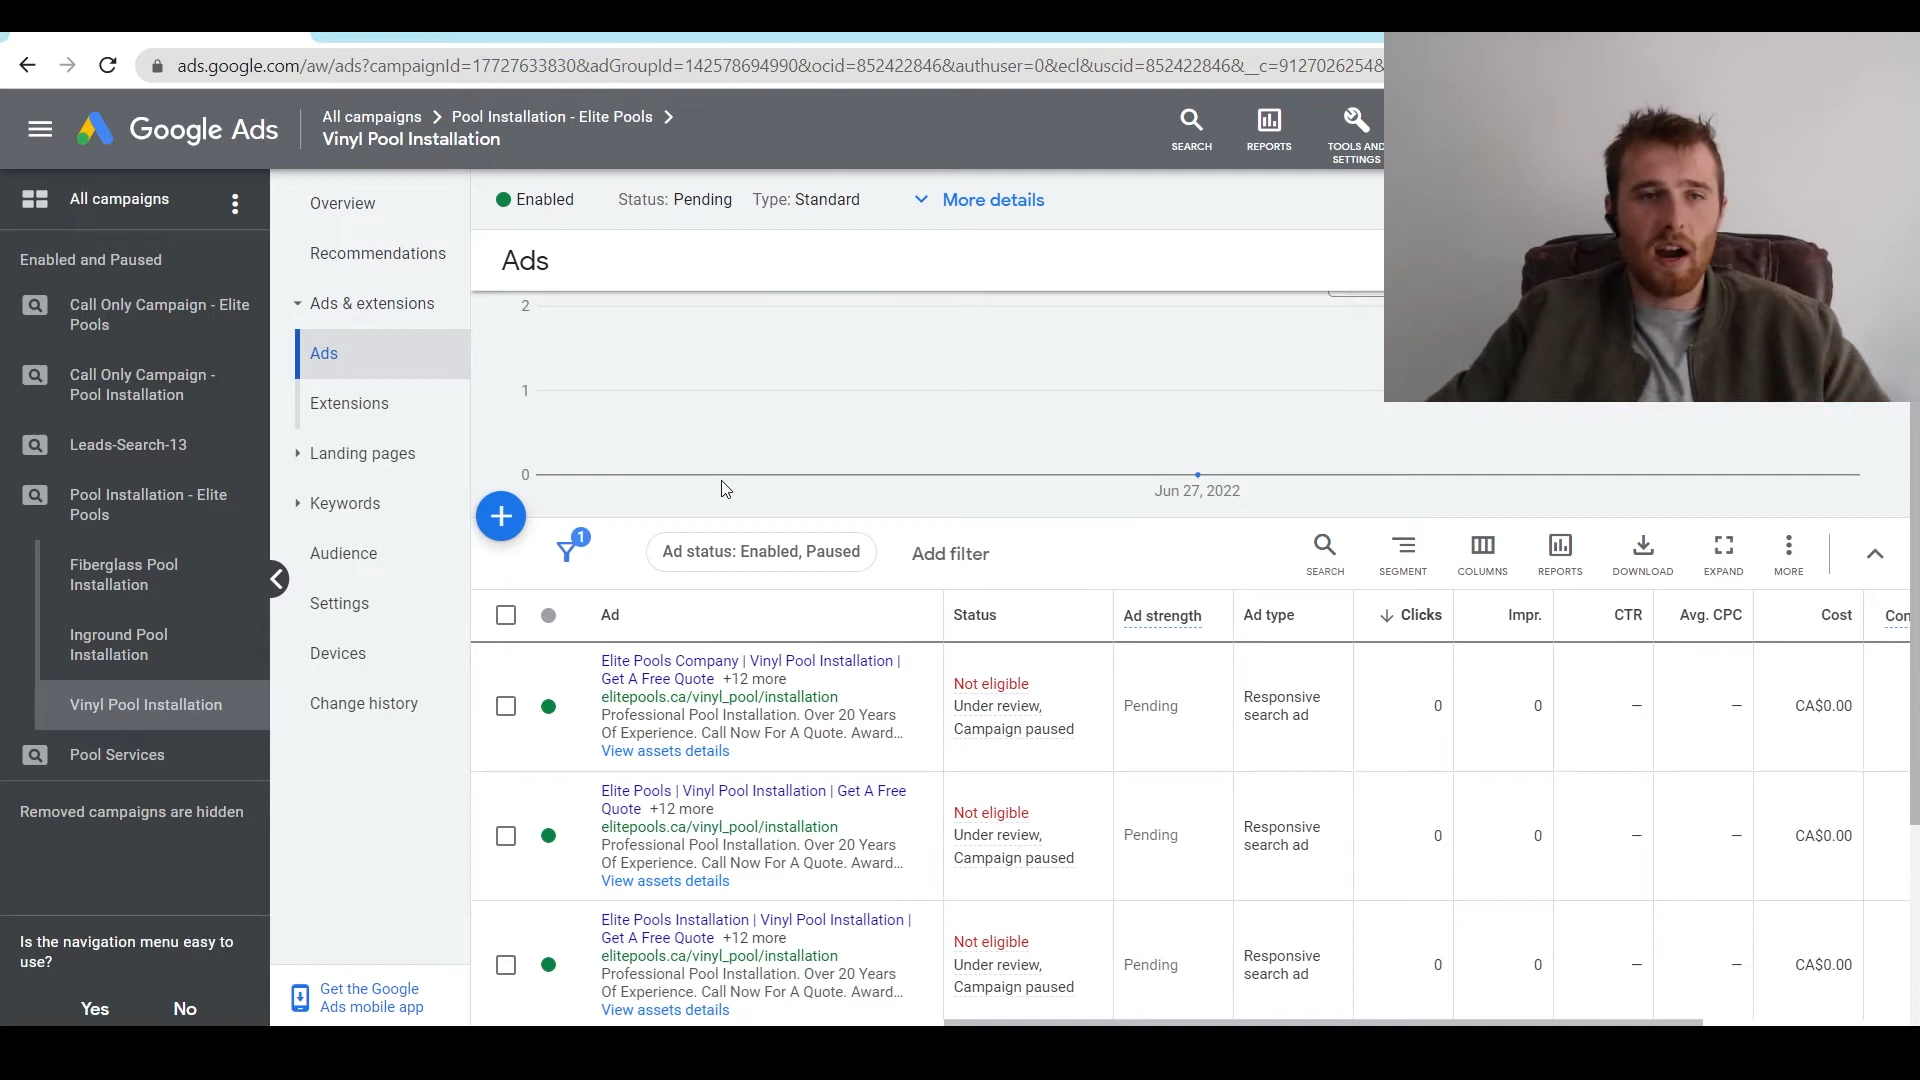 ads.google.com/aw/ads?campaignId=17727633830&adGroupId=142578694990&ocid=852422846&authuser=0&ecl&uscid=852422846&__c=9127026254&
Google Ads
All campaigns
Pool Installation - Elite Pools
Vinyl Pool Installation
SEARCH
REPORTS
TOOLS AND
SETTINGS
All campaigns
Enabled and Paused
Call Only Campaign - Elite
Pools
Call Only Campaign -
Pool Installation
Leads-Search-13
Pool Installation - Elite
Pools
Fiberglass Pool
Installation
Inground Pool
Installation
Vinyl Pool Installation
Pool Services
Removed campaigns are hidden
Is the navigation menu easy to
use?
Yes
No
Overview
Recommendations
Ads & extensions
Ads
Extensions
Landing pages
Keywords
Audience
Settings
Devices
Change history
Get the Google
Ads mobile app
Enabled
Status: Pending
Type: Standard
More details
Ads
2
1
0
Jun 27, 2022
1
Ad status: Enabled, Paused
Add filter
SEARCH
SEGMENT
COLUMNS
REPORTS
DOWNLOAD
EXPAND
MORE
Ad
Status
Ad strength
Ad type
Clicks
Impr.
CTR
Avg. CPC
Cost
Con
Elite Pools Company | Vinyl Pool Installation |
Get A Free Quote +12 more
elitepools.ca/vinyl_pool/installation
Professional Pool Installation. Over 20 Years
Of Experience. Call Now For A Quote. Award...
View assets details
Not eligible
Under review,
Campaign paused
Pending
Responsive
search ad
0
0
—
—
CA$0.00
Elite Pools | Vinyl Pool Installation | Get A Free
Quote +12 more
elitepools.ca/vinyl_pool/installation
Professional Pool Installation. Over 20 Years
Of Experience. Call Now For A Quote. Award...
View assets details
Not eligible
Under review,
Campaign paused
Pending
Responsive
search ad
0
0
—
—
CA$0.00
Elite Pools Installation | Vinyl Pool Installation |
Get A Free Quote +12 more
elitepools.ca/vinyl_pool/installation
Professional Pool Installation. Over 20 Years
Of Experience. Call Now For A Quote. Award...
View assets details
Not eligible
Under review,
Campaign paused
Pending
Responsive
search ad
0
0
—
—
CA$0.00